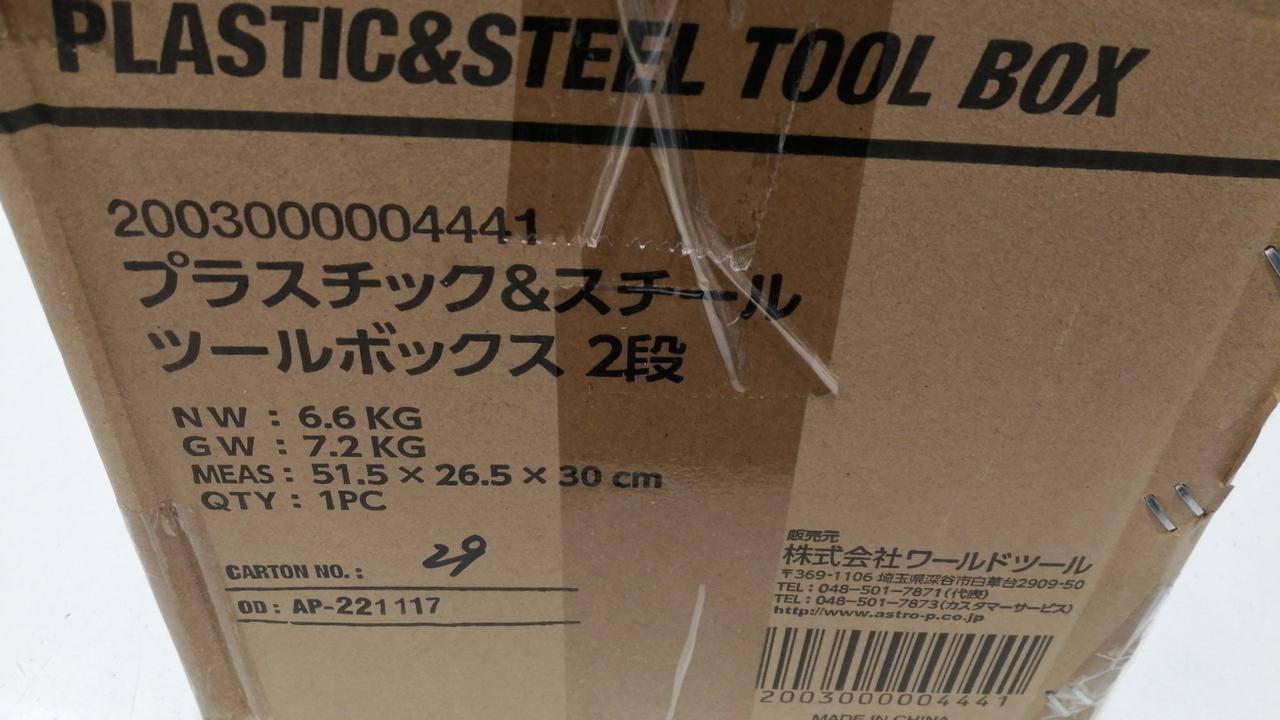 PLASTIC&STEEL TOOL BOX
2003000004441
プラスチック&スチール
ツールボックス 2段
NW : 6.6 KG
GW : 7.2 KG
MEAS : 51.5 × 26.5 × 30 cm
QTY : 1PC
CARTON NO. : 29
OD : AP-221117
販売元
株式会社ワールドツール
〒369-1106 埼玉県深谷市白草台2909-50
TEL : 048-501-7871(代表)
TEL : 048-501-7873(カスタマーサービス)
http://www.astro-p.co.jp
2003000004441
MADE IN CHINA